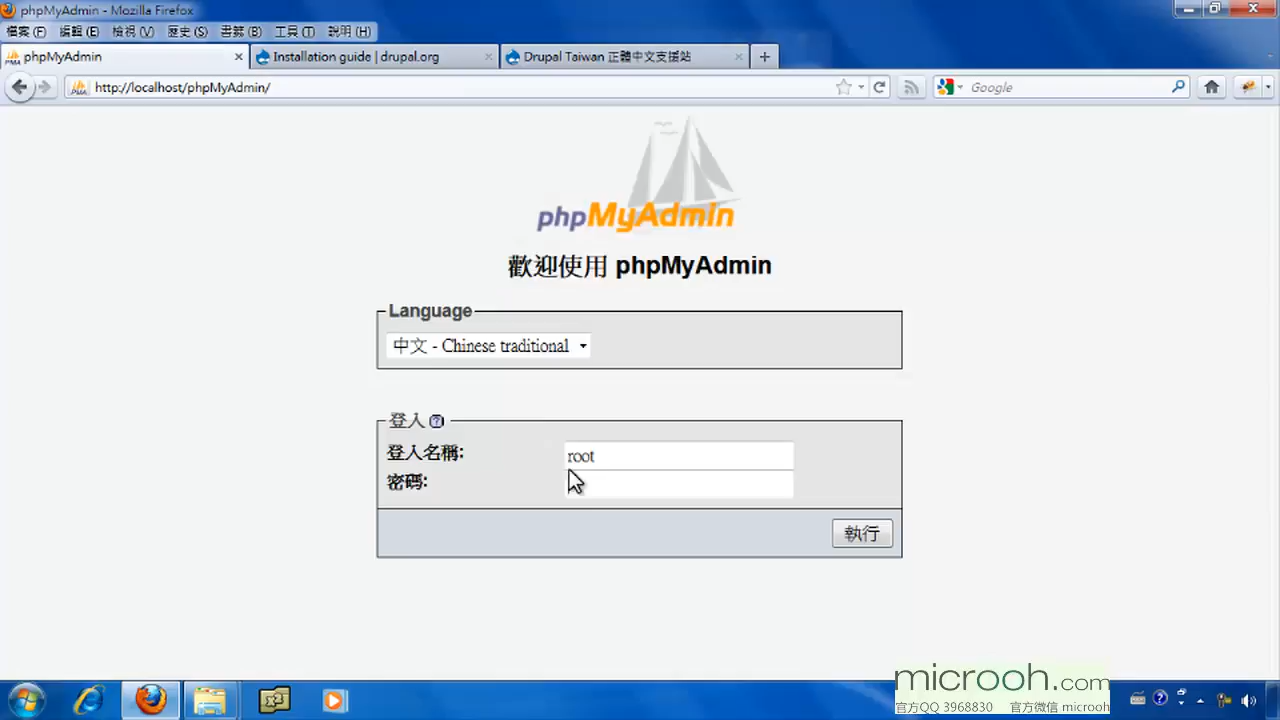 phpMyAdmin - Mozilla Firefox
檔案(F) 編輯(E) 檢視(V) 歷史(S) 書籤(B) 工具(T) 說明(H)
phpMyAdmin
Installation guide | drupal.org
Drupal Taiwan 正體中文支援站
http://localhost/phpMyAdmin/
Google
phpMyAdmin
歡迎使用 phpMyAdmin
Language
中文 - Chinese traditional
登入
登入名稱:
root
密碼:
執行
microoh.com
官方QQ 3968830 官方微信 microoh